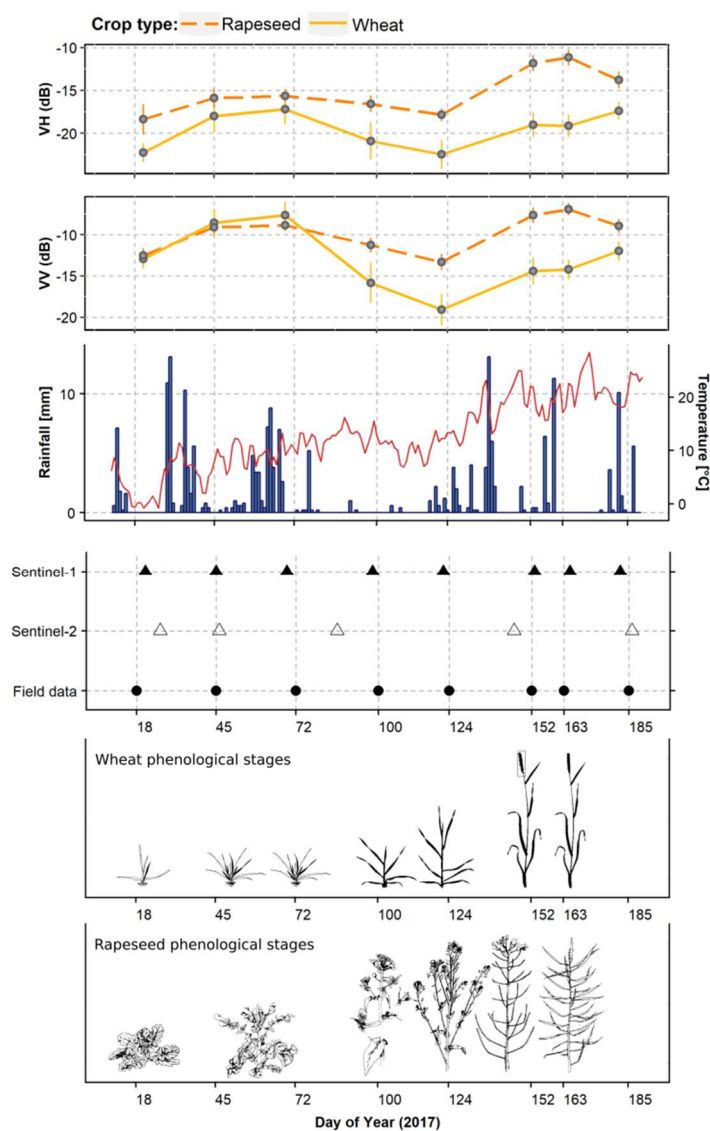 Crop type: Rapeseed Wheat
VH (dB)
-10
-15
-20
VV (dB)
-10
-15
-20
Rainfall [mm]
10
0
Temperature [°C]
20
10
0
Sentinel-1
Sentinel-2
Field data
18 45 72 100 124 152 163 185
Wheat phenological stages
18 45 72 100 124 152 163 185
Rapeseed phenological stages
18 45 72 100 124 152 163 185
Day of Year (2017)